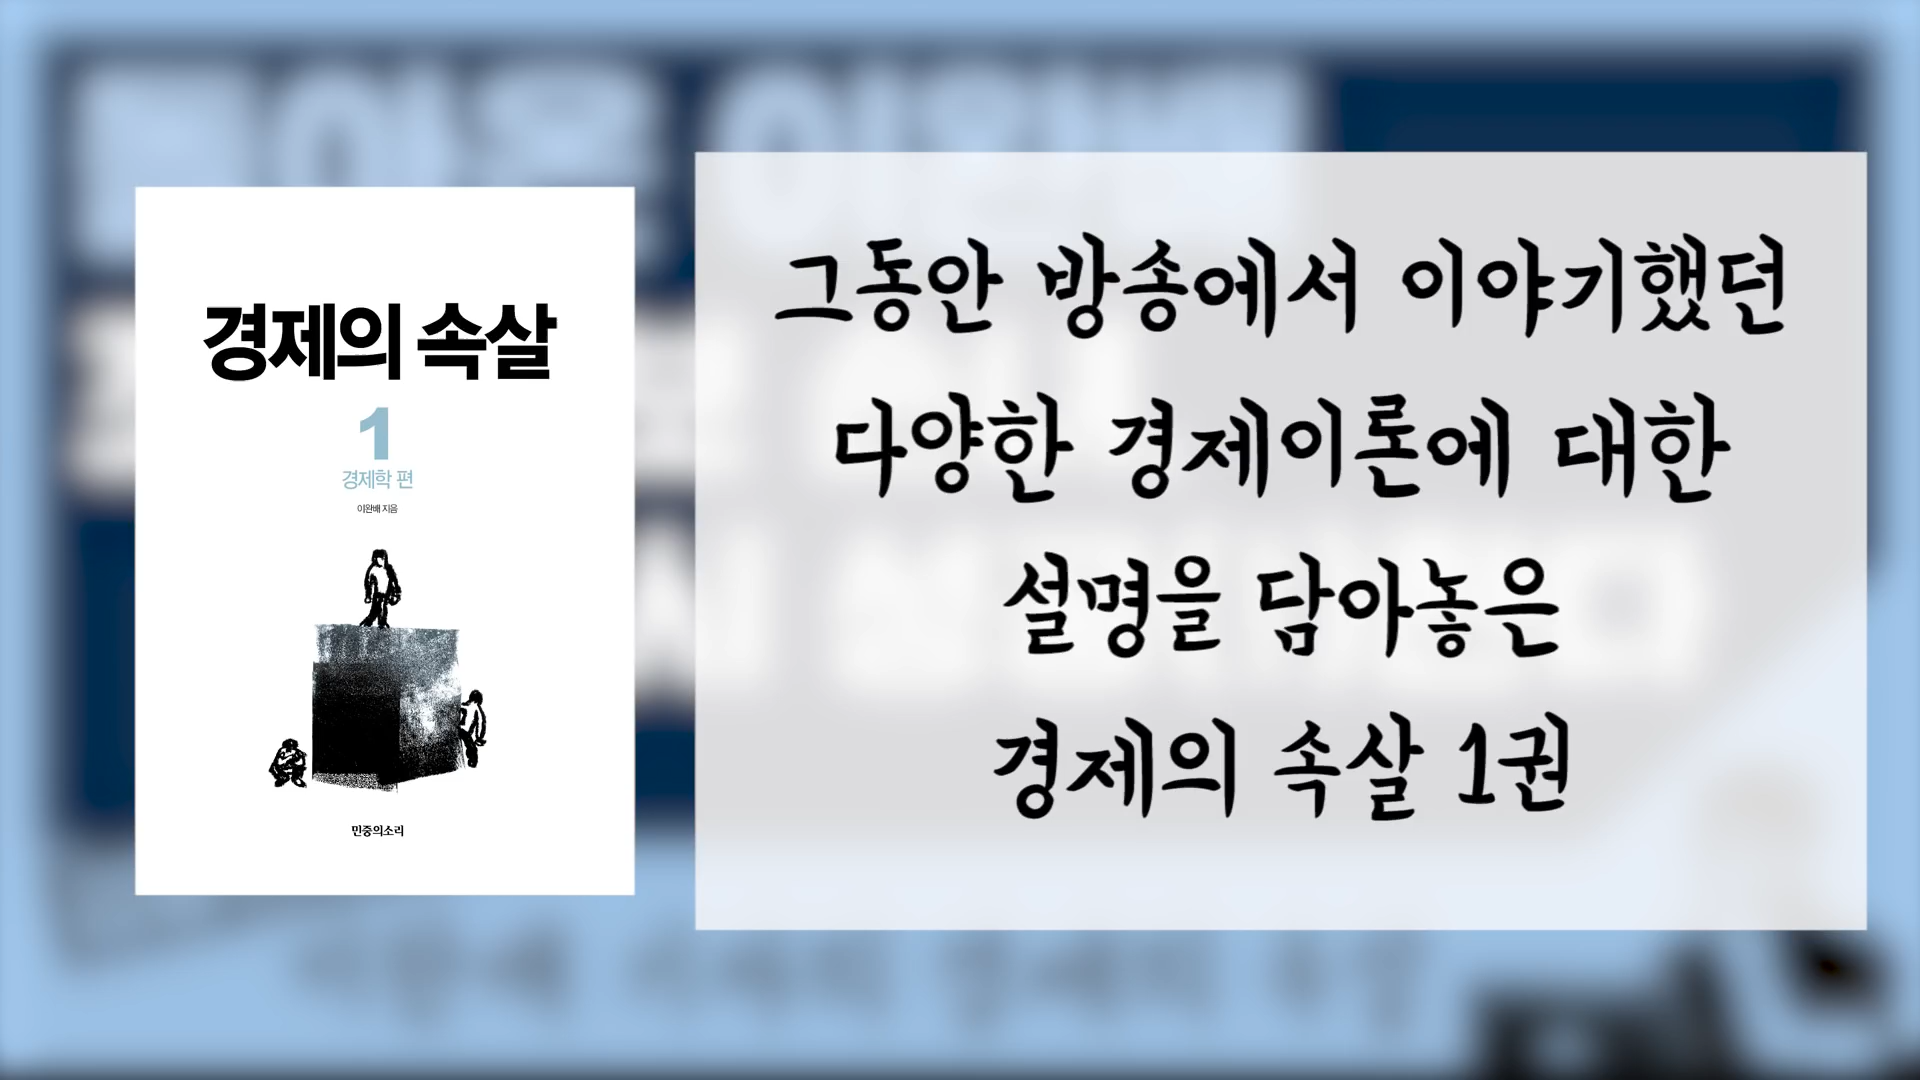 경제의 속살
1
경제학 편
이완배 지음
민중의소리
그동안 방송에서 이야기했던
다양한 경제이론에 대한
설명을 담아놓은
경제의 속살 1권